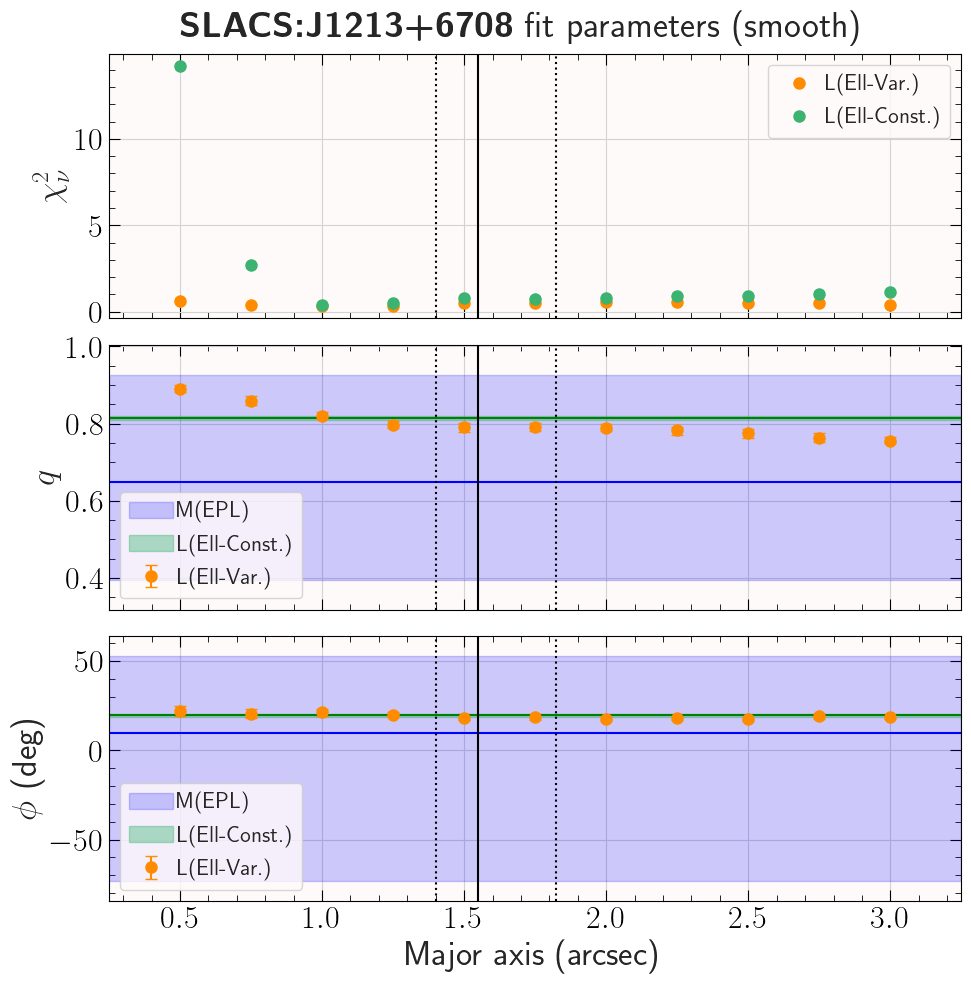 SLACS:J1213+6708 fit parameters (smooth)
L(Ell-Var.)
L(Ell-Const.)
10
5
0
χ²ν
1.0
0.8
0.6
0.4
q
M(EPL)
L(Ell-Const.)
L(Ell-Var.)
50
0
−50
ϕ (deg)
M(EPL)
L(Ell-Const.)
L(Ell-Var.)
0.5 1.0 1.5 2.0 2.5 3.0
Major axis (arcsec)